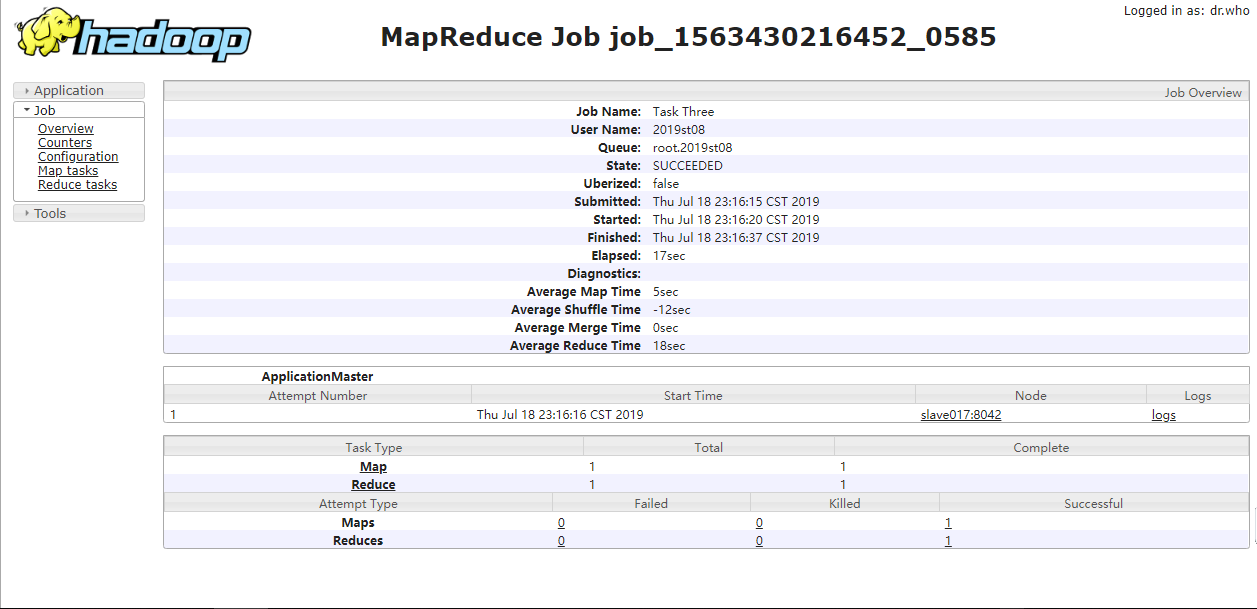 Logged in as: dr.who
hadoop
MapReduce Job job_1563430216452_0585
Application
Job
Overview
Counters
Configuration
Map tasks
Reduce tasks
Tools
Job Overview
Job Name: Task Three
User Name: 2019st08
Queue: root.2019st08
State: SUCCEEDED
Uberized: false
Submitted: Thu Jul 18 23:16:15 CST 2019
Started: Thu Jul 18 23:16:20 CST 2019
Finished: Thu Jul 18 23:16:37 CST 2019
Elapsed: 17sec
Diagnostics:
Average Map Time 5sec
Average Shuffle Time -12sec
Average Merge Time 0sec
Average Reduce Time 18sec
ApplicationMaster
Attempt Number Start Time Node Logs
1 Thu Jul 18 23:16:16 CST 2019 slave017:8042 logs
Task Type Total Complete
Map 1 1
Reduce 1 1
Attempt Type Failed Killed Successful
Maps 0 0 1
Reduces 0 0 1